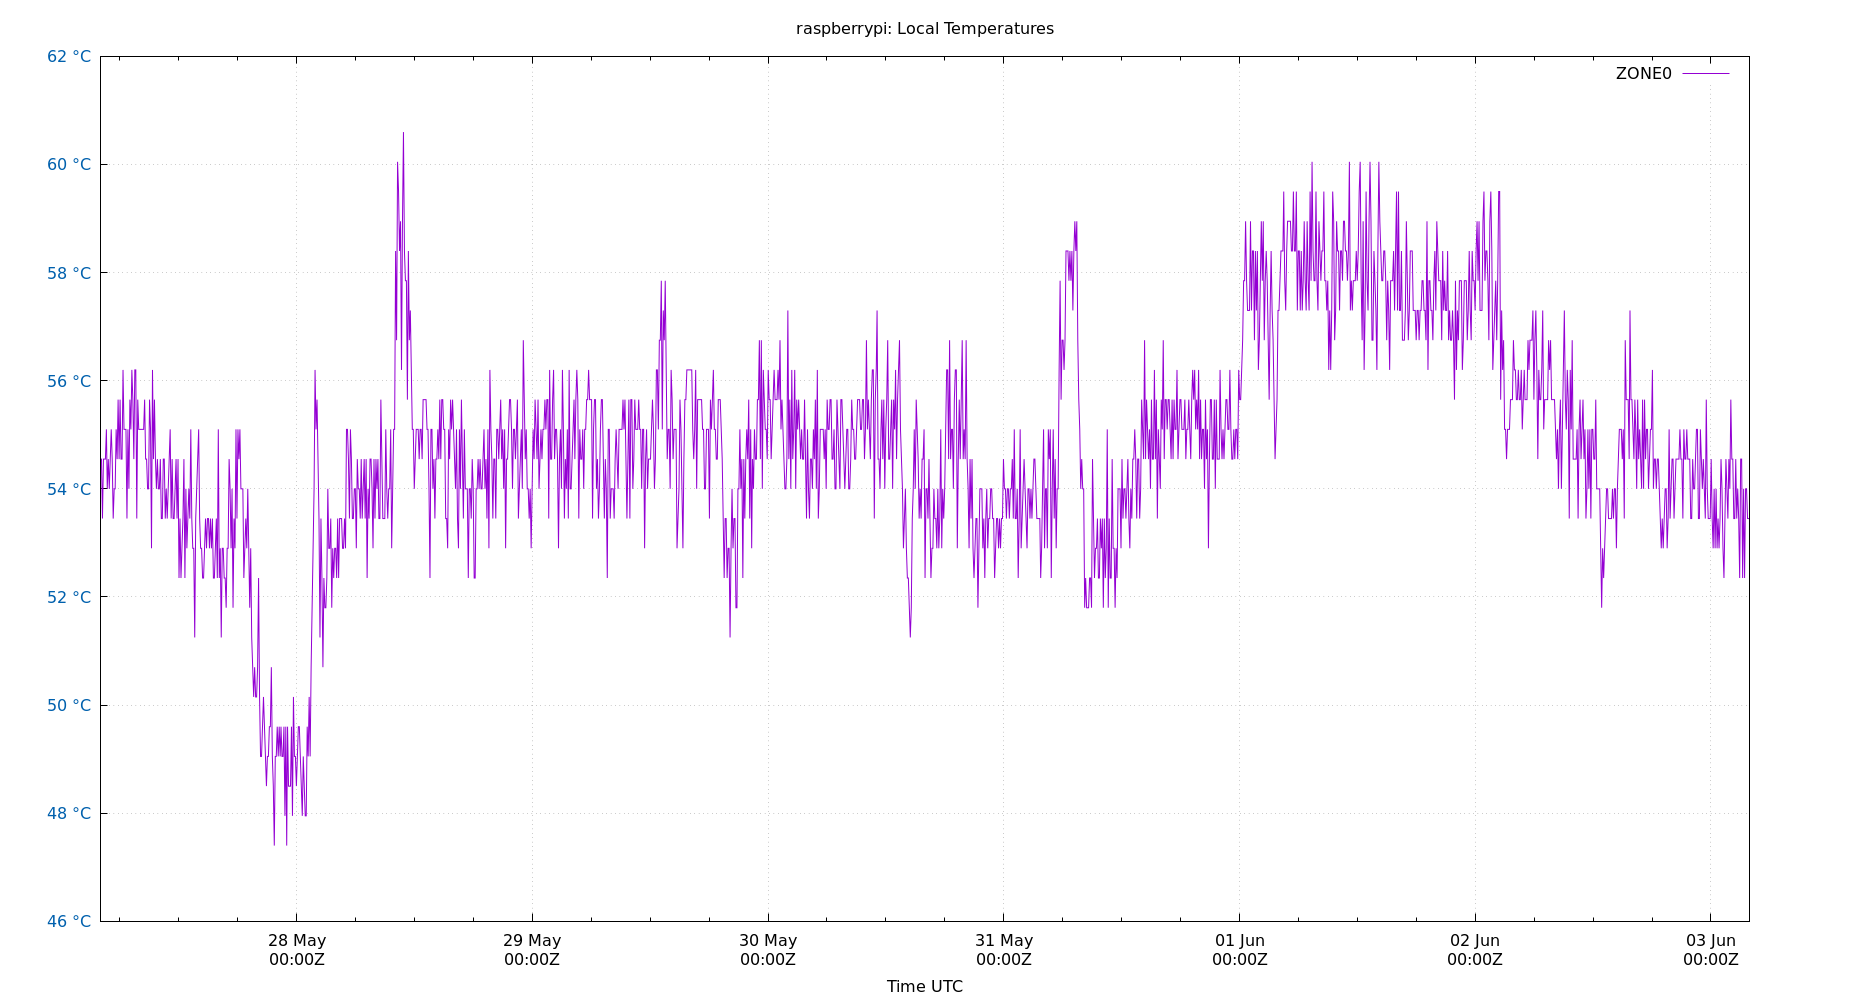 raspberrypi: Local Temperatures
62 °C
ZONE0
60 °C
58 °C
56 °C
54 °C
52 °C
50 °C
48 °C
46 °C
28 May 29 May 30 May 31 May 01 Jun 02 Jun 03 Jun
00:00Z 00:00Z 00:00Z 00:00Z 00:00Z 00:00Z 00:00Z
Time UTC